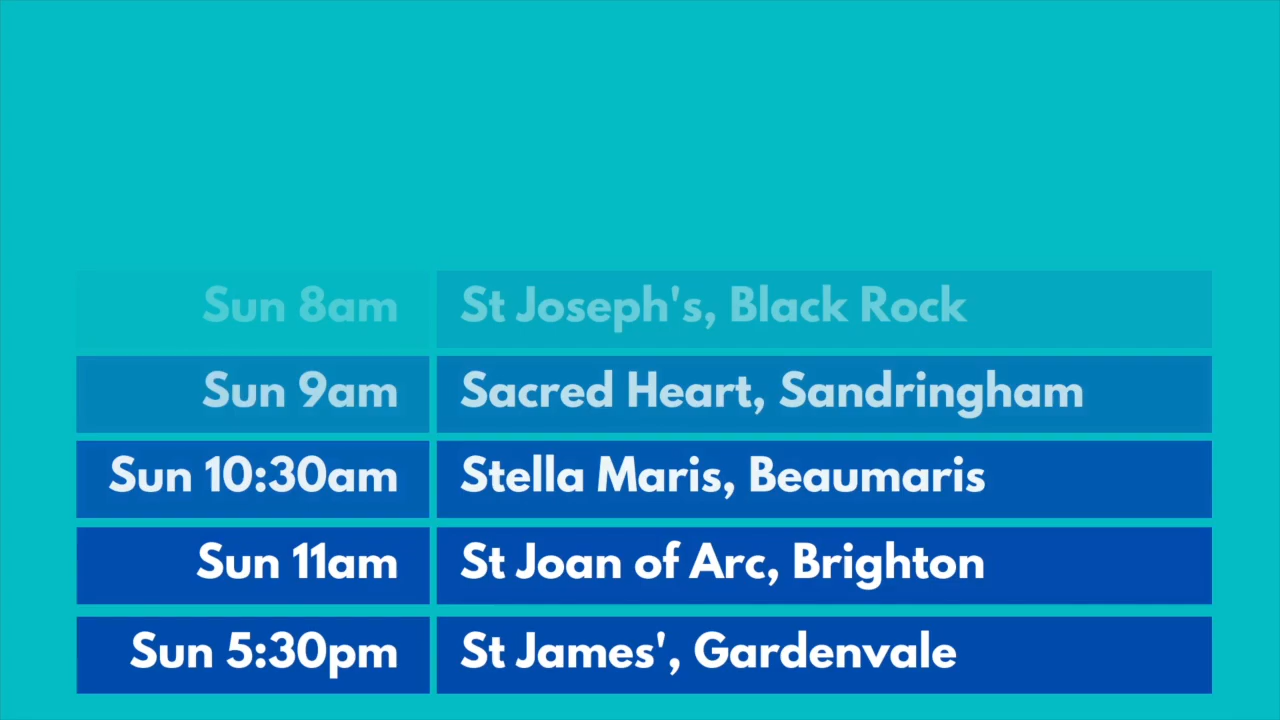 Sun 8am St Joseph's, Black Rock
Sun 9am Sacred Heart, Sandringham
Sun 10:30am Stella Maris, Beaumaris
Sun 11am St Joan of Arc, Brighton
Sun 5:30pm St James', Gardenvale